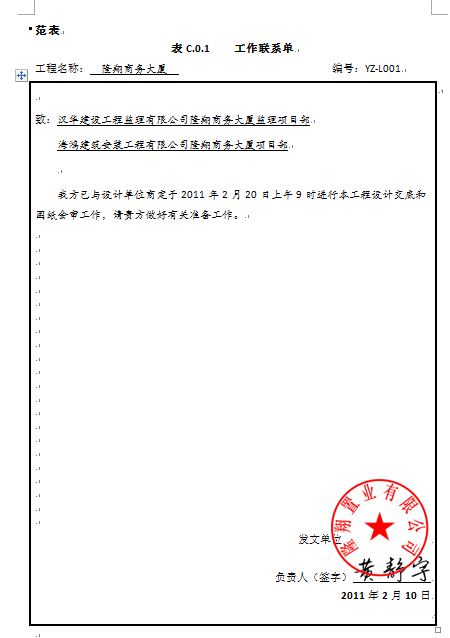 范表
表 C.0.1 工作联系单
工程名称： 隆翔商务大厦 编号：YZ-L001
致：汉华建设工程监理有限公司隆翔商务大厦监理项目部
海鸿建筑安装工程有限公司隆翔商务大厦项目部
我方已与设计单位商定于 2011 年 2 月 20 日上午 9 时进行本工程设计交底和
图纸会审工作，请贵方做好有关准备工作。
隆翔置业有限公司
发文单位
负责人（签字）黄静宇
2011 年 2 月 10 日